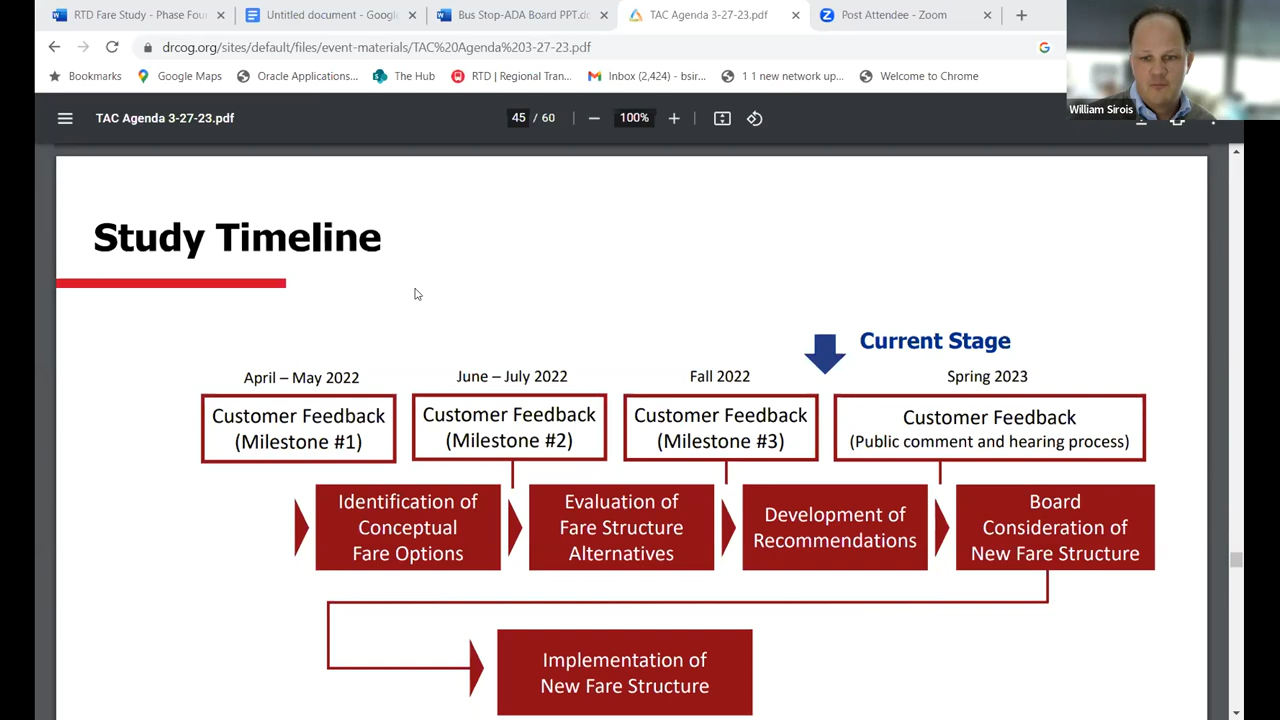 RTD Fare Study - Phase Four
Untitled document - Google
Bus Stop-ADA Board PPT.do
TAC Agenda 3-27-23.pdf
Post Attendee - Zoom
drcog.org/sites/default/files/event-materials/TAC%20Agenda%203-27-23.pdf
Bookmarks
Google Maps
Oracle Applications...
The Hub
RTD | Regional Tran...
Inbox (2,424) - bsir...
1 1 new network up...
Welcome to Chrome
William Sirois
TAC Agenda 3-27-23.pdf
45 / 60
100%
Study Timeline
Current Stage
April – May 2022
June – July 2022
Fall 2022
Spring 2023
Customer Feedback
(Milestone #1)
Customer Feedback
(Milestone #2)
Customer Feedback
(Milestone #3)
Customer Feedback
(Public comment and hearing process)
Identification of
Conceptual
Fare Options
Evaluation of
Fare Structure
Alternatives
Development of
Recommendations
Board
Consideration of
New Fare Structure
Implementation of
New Fare Structure